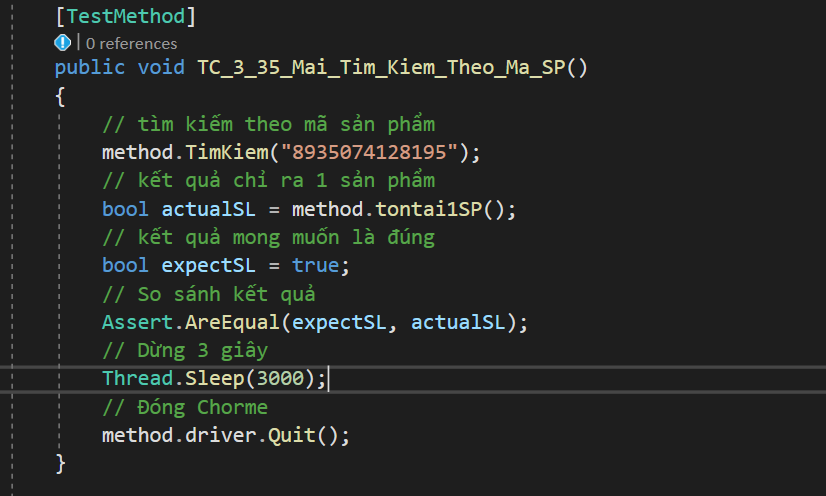 [TestMethod]
| 0 references
public void TC_3_35_Mai_Tim_Kiem_Theo_Ma_SP()
{
// tìm kiếm theo mã sản phẩm
method.TimKiem("8935074128195");
// kết quả chỉ ra 1 sản phẩm
bool actualSL = method.tontai1SP();
// kết quả mong muốn là đúng
bool expectSL = true;
// So sánh kết quả
Assert.AreEqual(expectSL, actualSL);
// Dừng 3 giây
Thread.Sleep(3000);
// Đóng Chorme
method.driver.Quit();
}